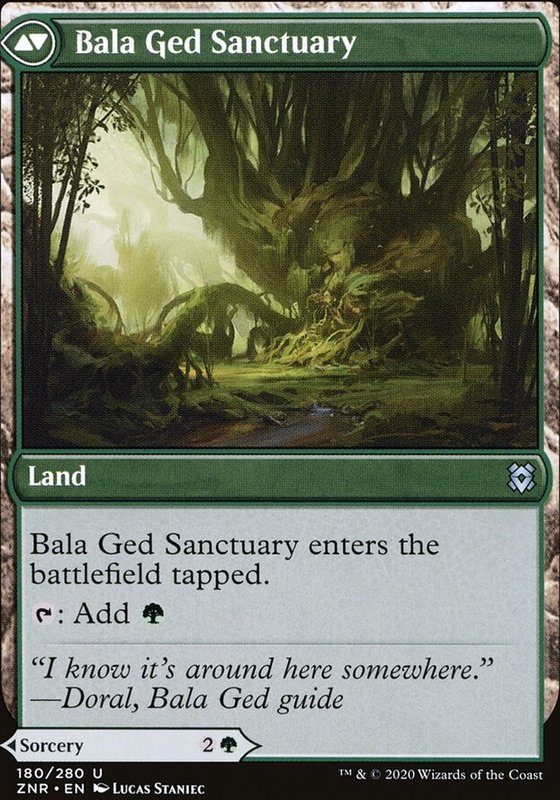 Bala Ged Sanctuary
Land
Bala Ged Sanctuary enters the
battlefield tapped.
: Add
“I know it’s around here somewhere.”
—Doral, Bala Ged guide
Sorcery 2
180/280 U
ZNR • EN Lucas Staniec
™ & © 2020 Wizards of the Coast